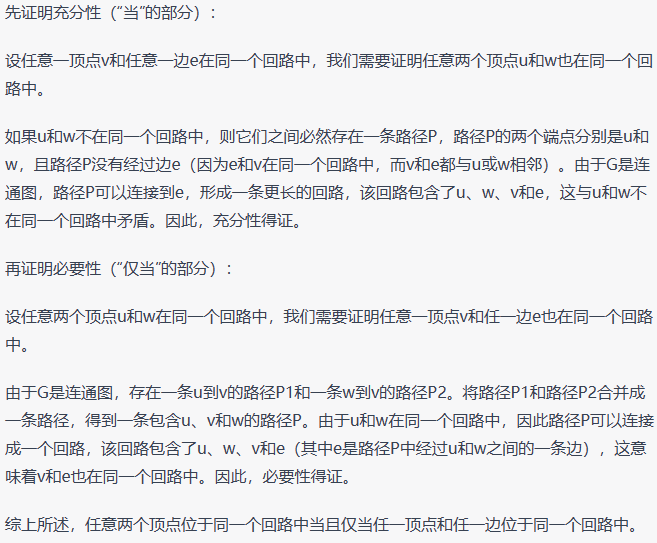 先证明充分性（“当”的部分）：
设任意一顶点v和任意一边e在同一个回路中，我们需要证明任意两个顶点u和w也在同一个回
路中。
如果u和w不在同一个回路中，则它们之间必然存在一条路径P，路径P的两个端点分别是u和
w，且路径P没有经过边e（因为e和v在同一个回路中，而v和e都与u或w相邻）。由于G是连
通图，路径P可以连接到e，形成一条更长的回路，该回路包含了u、w、v和e，这与u和w不
在同一个回路中矛盾。因此，充分性得证。
再证明必要性（“仅当”的部分）：
设任意两个顶点u和w在同一个回路中，我们需要证明任意一顶点v和任一边e也在同一个回路
中。
由于G是连通图，存在一条u到v的路径P1和一条w到v的路径P2。将路径P1和路径P2合并成
一条路径，得到一条包含u、v和w的路径P。由于u和w在同一个回路中，因此路径P可以连接
成一个回路，该回路包含了u、w、v和e（其中e是路径P中经过u和w之间的一条边），这意
味着v和e也在同一个回路中。因此，必要性得证。
综上所述，任意两个顶点位于同一个回路中当且仅当任一顶点和任一边位于同一个回路中。